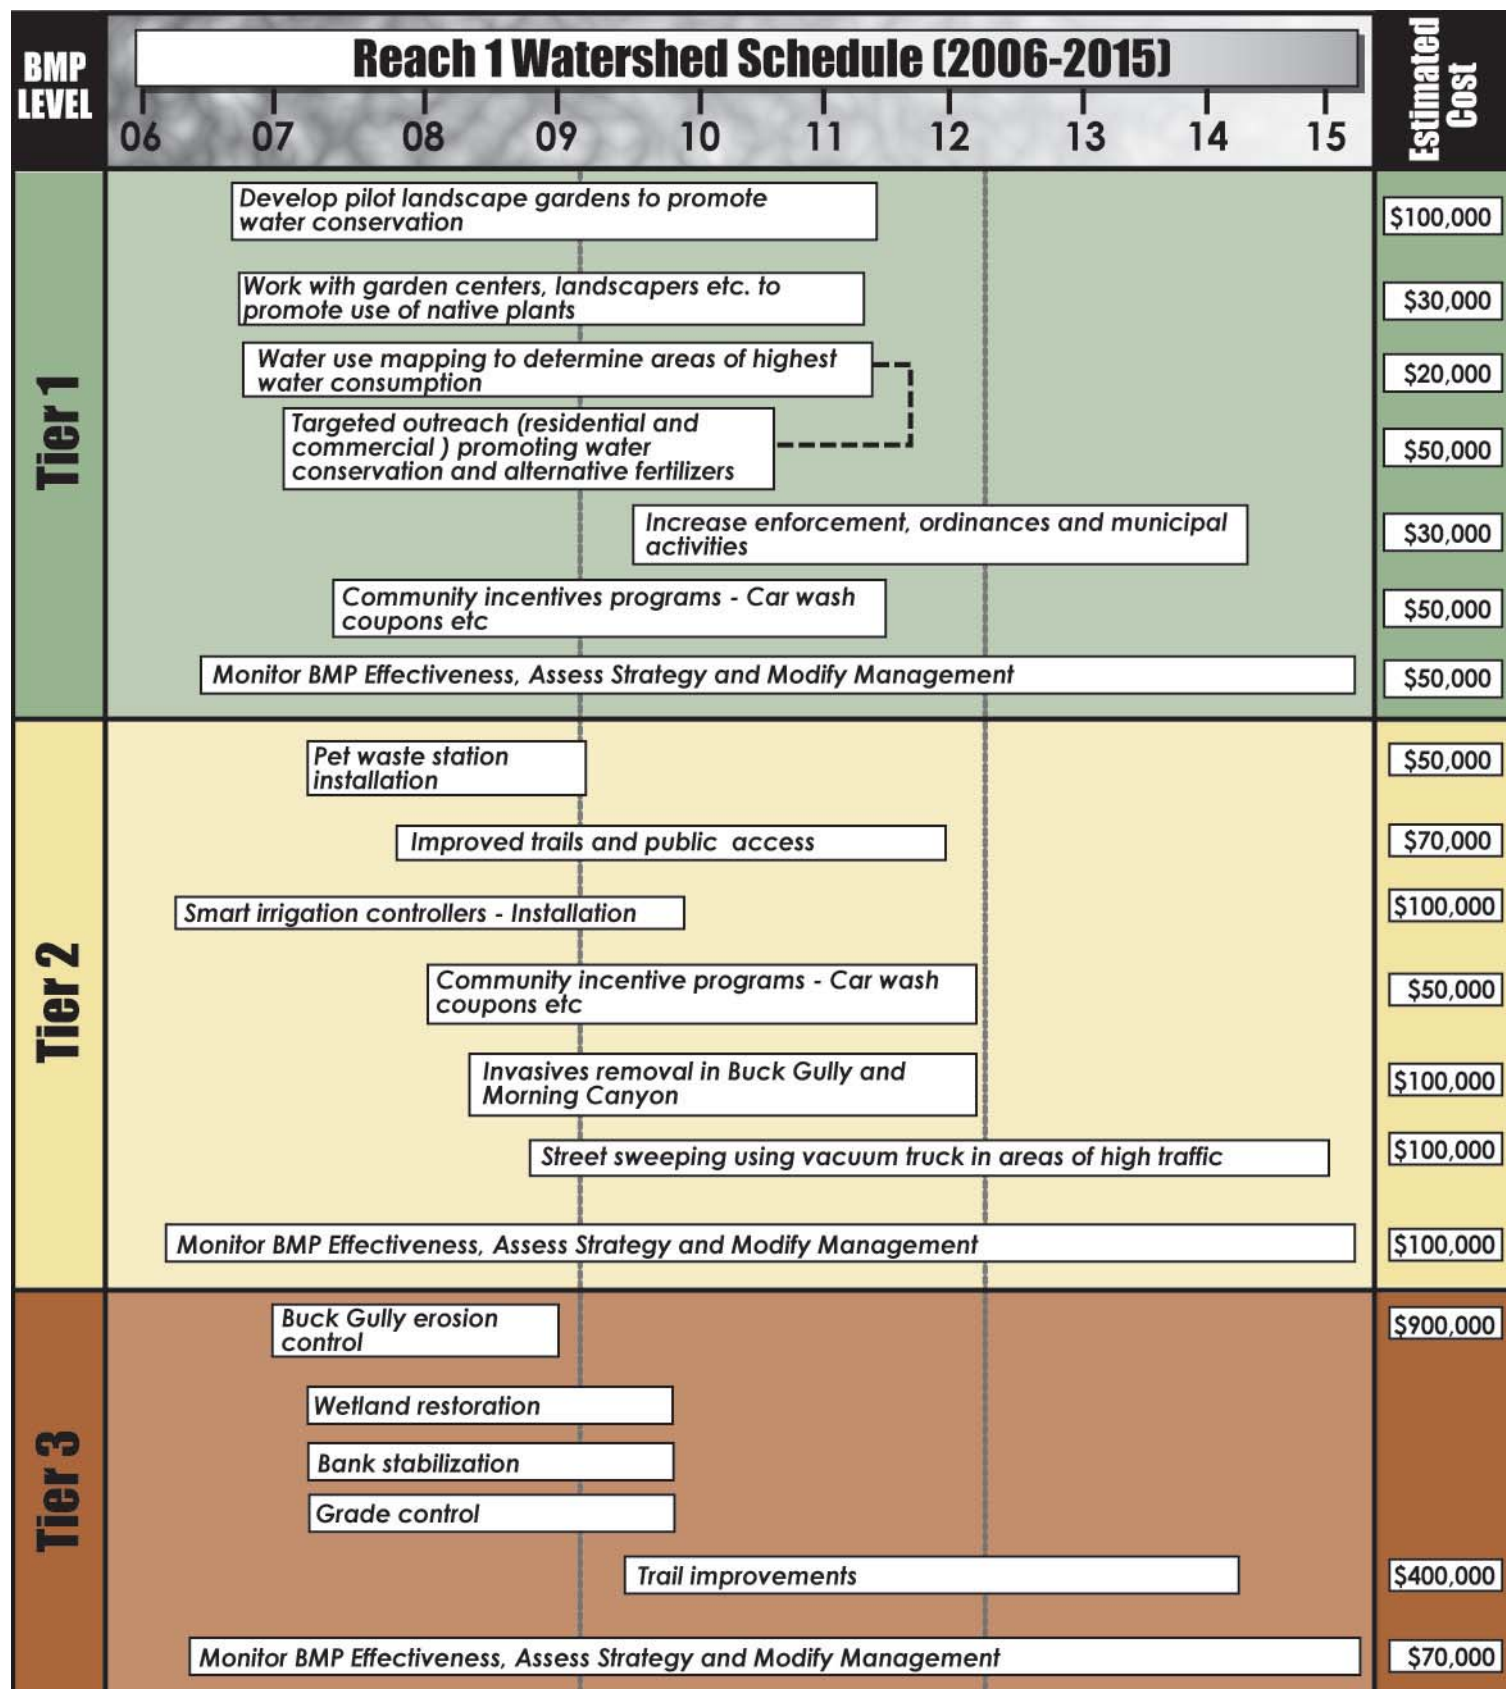 BMP
LEVEL
Reach 1 Watershed Schedule (2006-2015)
Estimated
Cost
06 07 08 09 10 11 12 13 14 15
Tier 1
Develop pilot landscape gardens to promote
water conservation
$100,000
Work with garden centers, landscapers etc. to
promote use of native plants
$30,000
Water use mapping to determine areas of highest
water consumption
$20,000
Targeted outreach (residential and
commercial ) promoting water
conservation and alternative fertilizers
$50,000
Increase enforcement, ordinances and municipal
activities
$30,000
Community incentives programs - Car wash
coupons etc
$50,000
Monitor BMP Effectiveness, Assess Strategy and Modify Management
$50,000
Tier 2
Pet waste station
installation
$50,000
Improved trails and public access
$70,000
Smart irrigation controllers - Installation
$100,000
Community incentive programs - Car wash
coupons etc
$50,000
Invasives removal in Buck Gully and
Morning Canyon
$100,000
Street sweeping using vacuum truck in areas of high traffic
$100,000
Monitor BMP Effectiveness, Assess Strategy and Modify Management
$100,000
Tier 3
Buck Gully erosion
control
$900,000
Wetland restoration
Bank stabilization
Grade control
Trail improvements
$400,000
Monitor BMP Effectiveness, Assess Strategy and Modify Management
$70,000